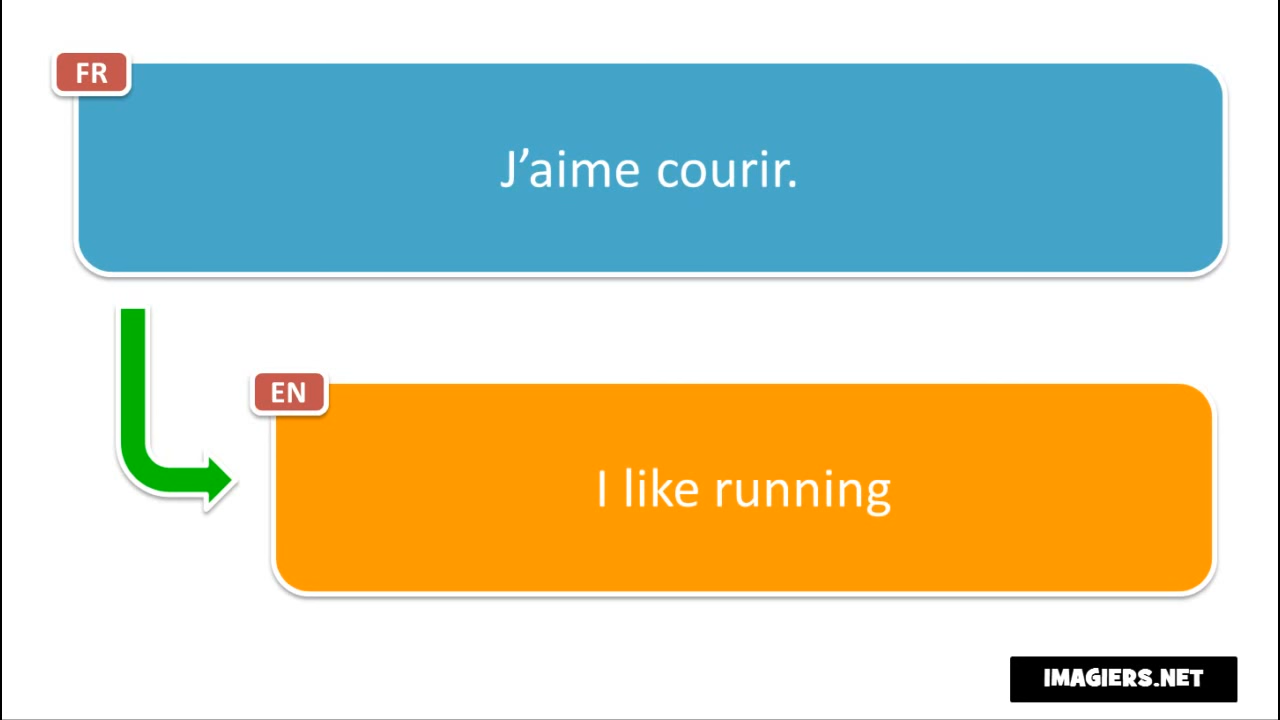 FR
J’aime courir.
EN
I like running
IMAGIERS.NET